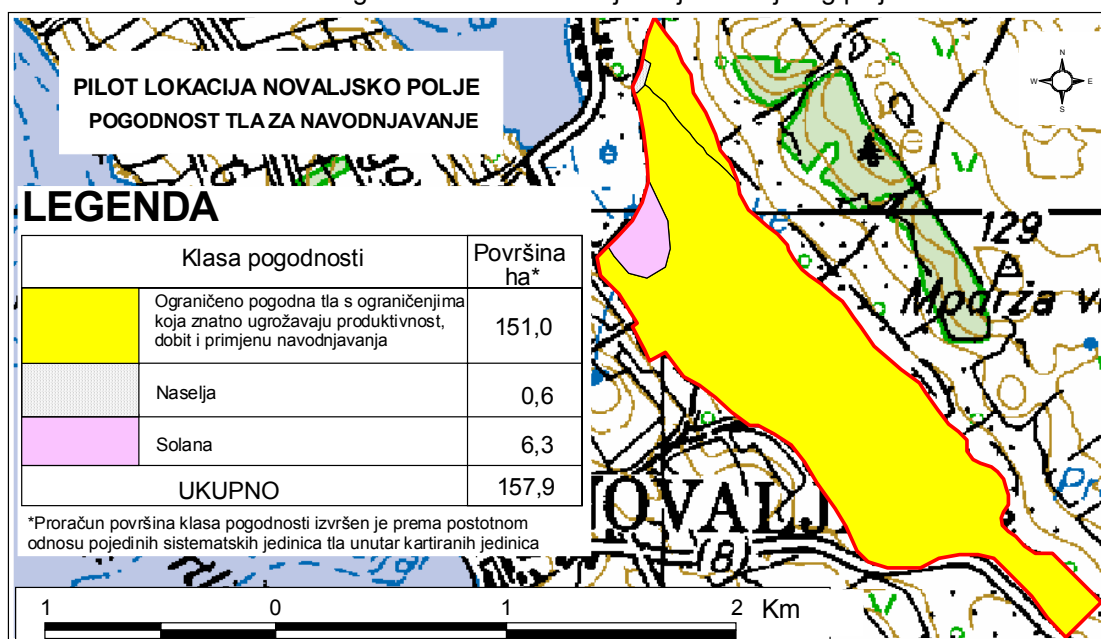 PILOT LOKACIJA NOVALJSKO POLJE
POGODNOST TLA ZA NAVODNJAVANJE
N
W E
S
LEGENDA
Klasa pogodnosti
Površina
ha*
Ograničeno pogodna tla s ograničenjima
koja znatno ugrožavaju produktivnost,
dobit i primjenu navodnjavanja
151,0
Naselja
0,6
Solana
6,3
UKUPNO
157,9
*Proračun površina klasa pogodnosti izvršen je prema postotnom
odnosu pojedinih sistematskih jedinica tla unutar kartiranih jedinica
129
Modrža
NOVALJ
(8)
1 0 1 2 Km